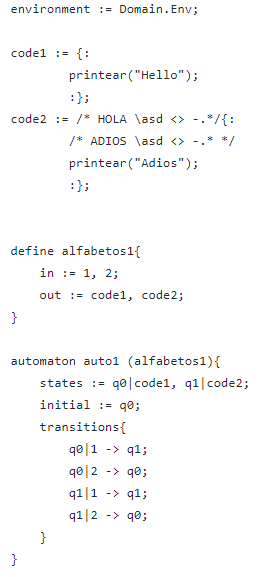 environment := Domain.Env;
code1 := {:
printear("Hello");
:};
code2 := /* HOLA \asd <> -.*/{:
/* ADIOS \asd <> -.* */
printear("Adios");
:};
define alfabetos1{
in := 1, 2;
out := code1, code2;
}
automaton auto1 (alfabetos1){
states := q0|code1, q1|code2;
initial := q0;
transitions{
q0|1 -> q1;
q0|2 -> q0;
q1|1 -> q1;
q1|2 -> q0;
}
}